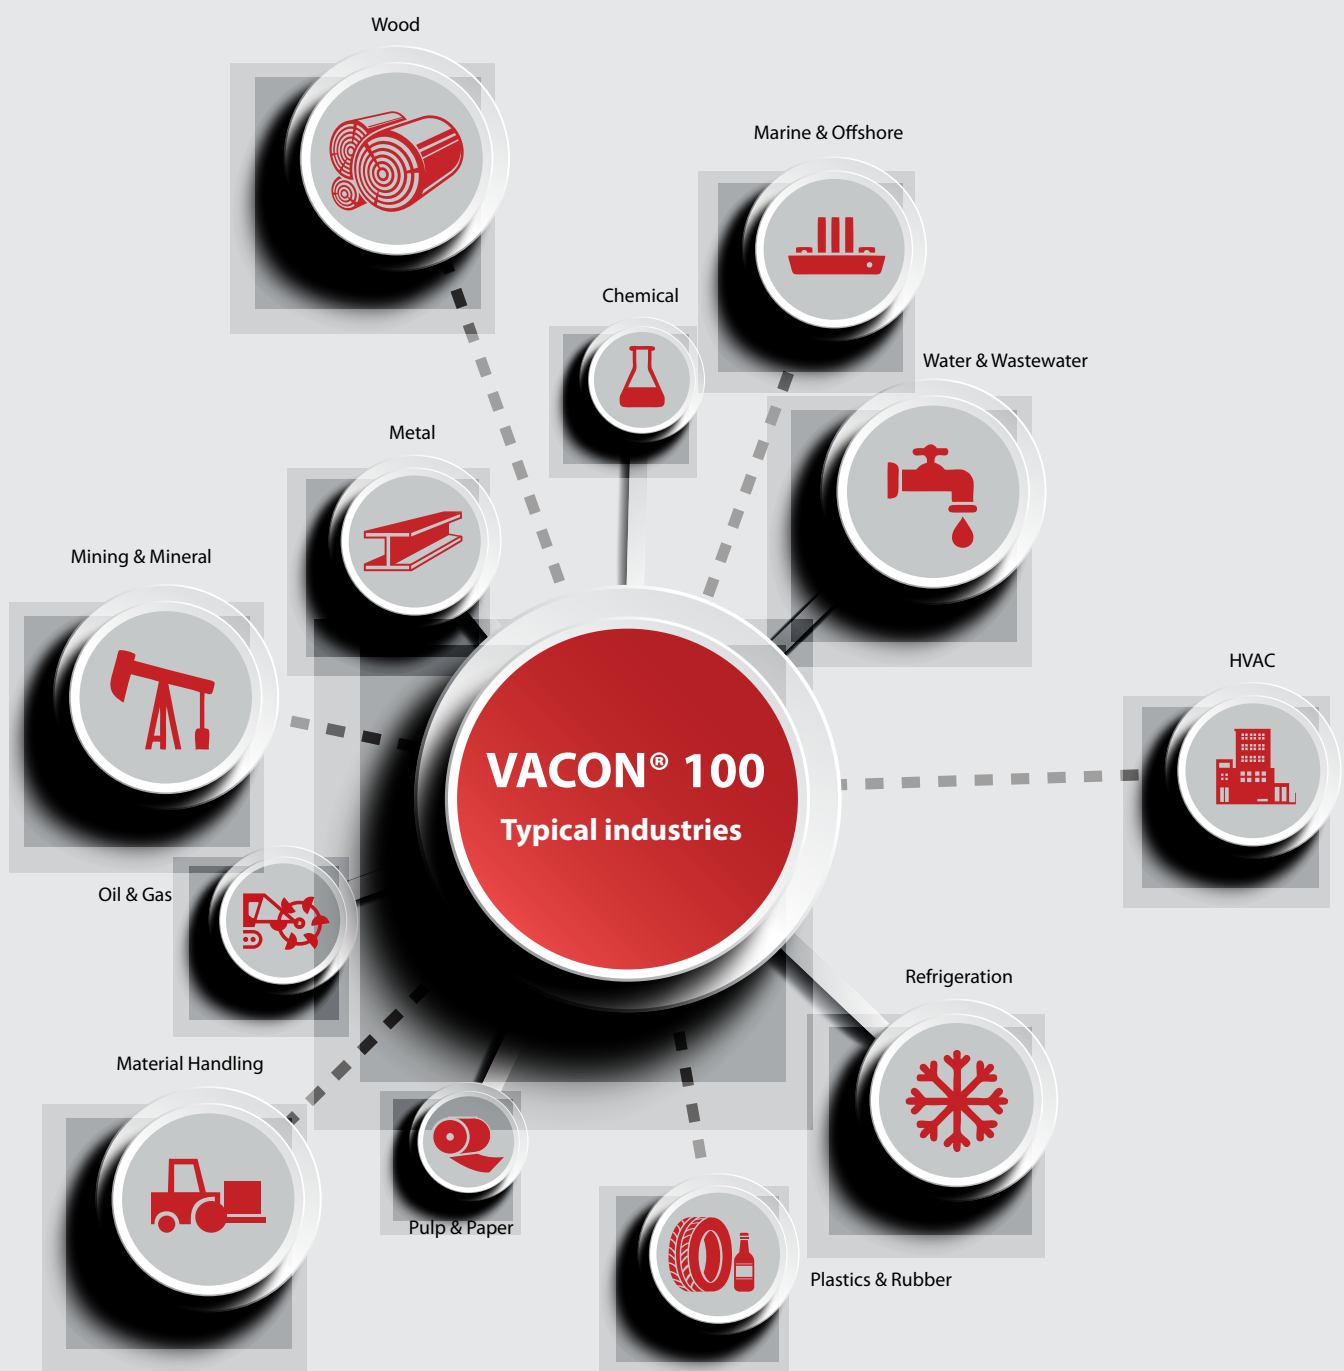 Wood
Marine & Offshore
Chemical
Water & Wastewater
Metal
Mining & Mineral
HVAC
VACON® 100
Typical industries
Oil & Gas
Refrigeration
Material Handling
Pulp & Paper
Plastics & Rubber